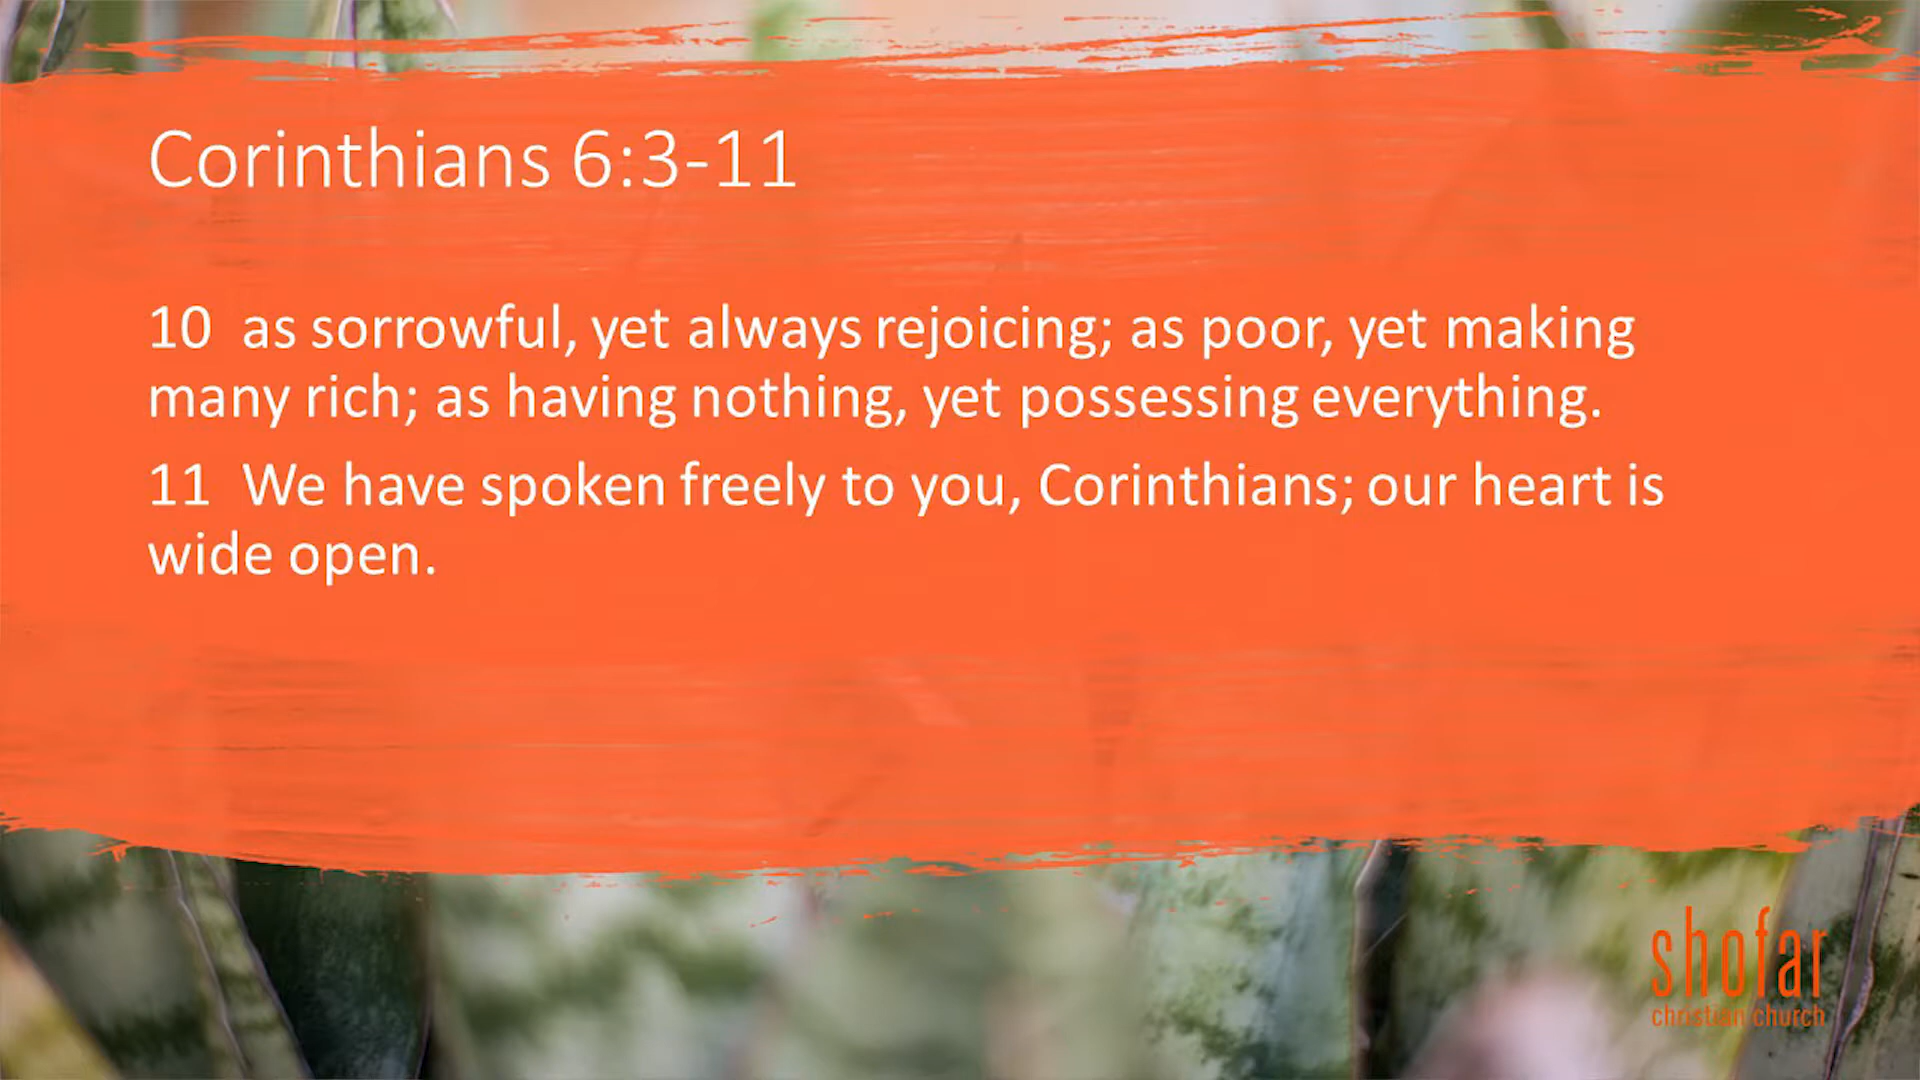 Corinthians 6:3-11
10 as sorrowful, yet always rejoicing; as poor, yet making
many rich; as having nothing, yet possessing everything.
11 We have spoken freely to you, Corinthians; our heart is
wide open.
shofar
christian church